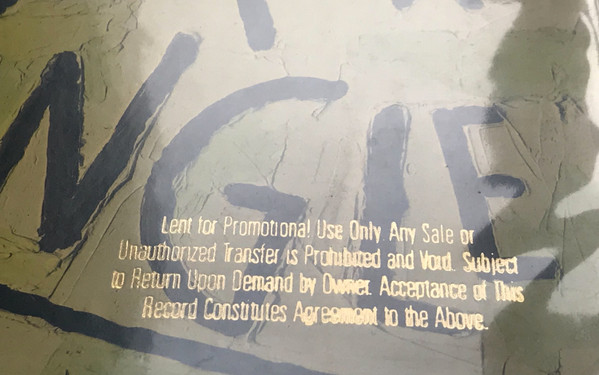 NGLE
Lent for Promotional Use Only Any Sale or
Unauthorized Transfer is Prohibited and Void. Subject
to Return Upon Demand by Owner. Acceptance of This
Record Constitutes Agreement to the Above.